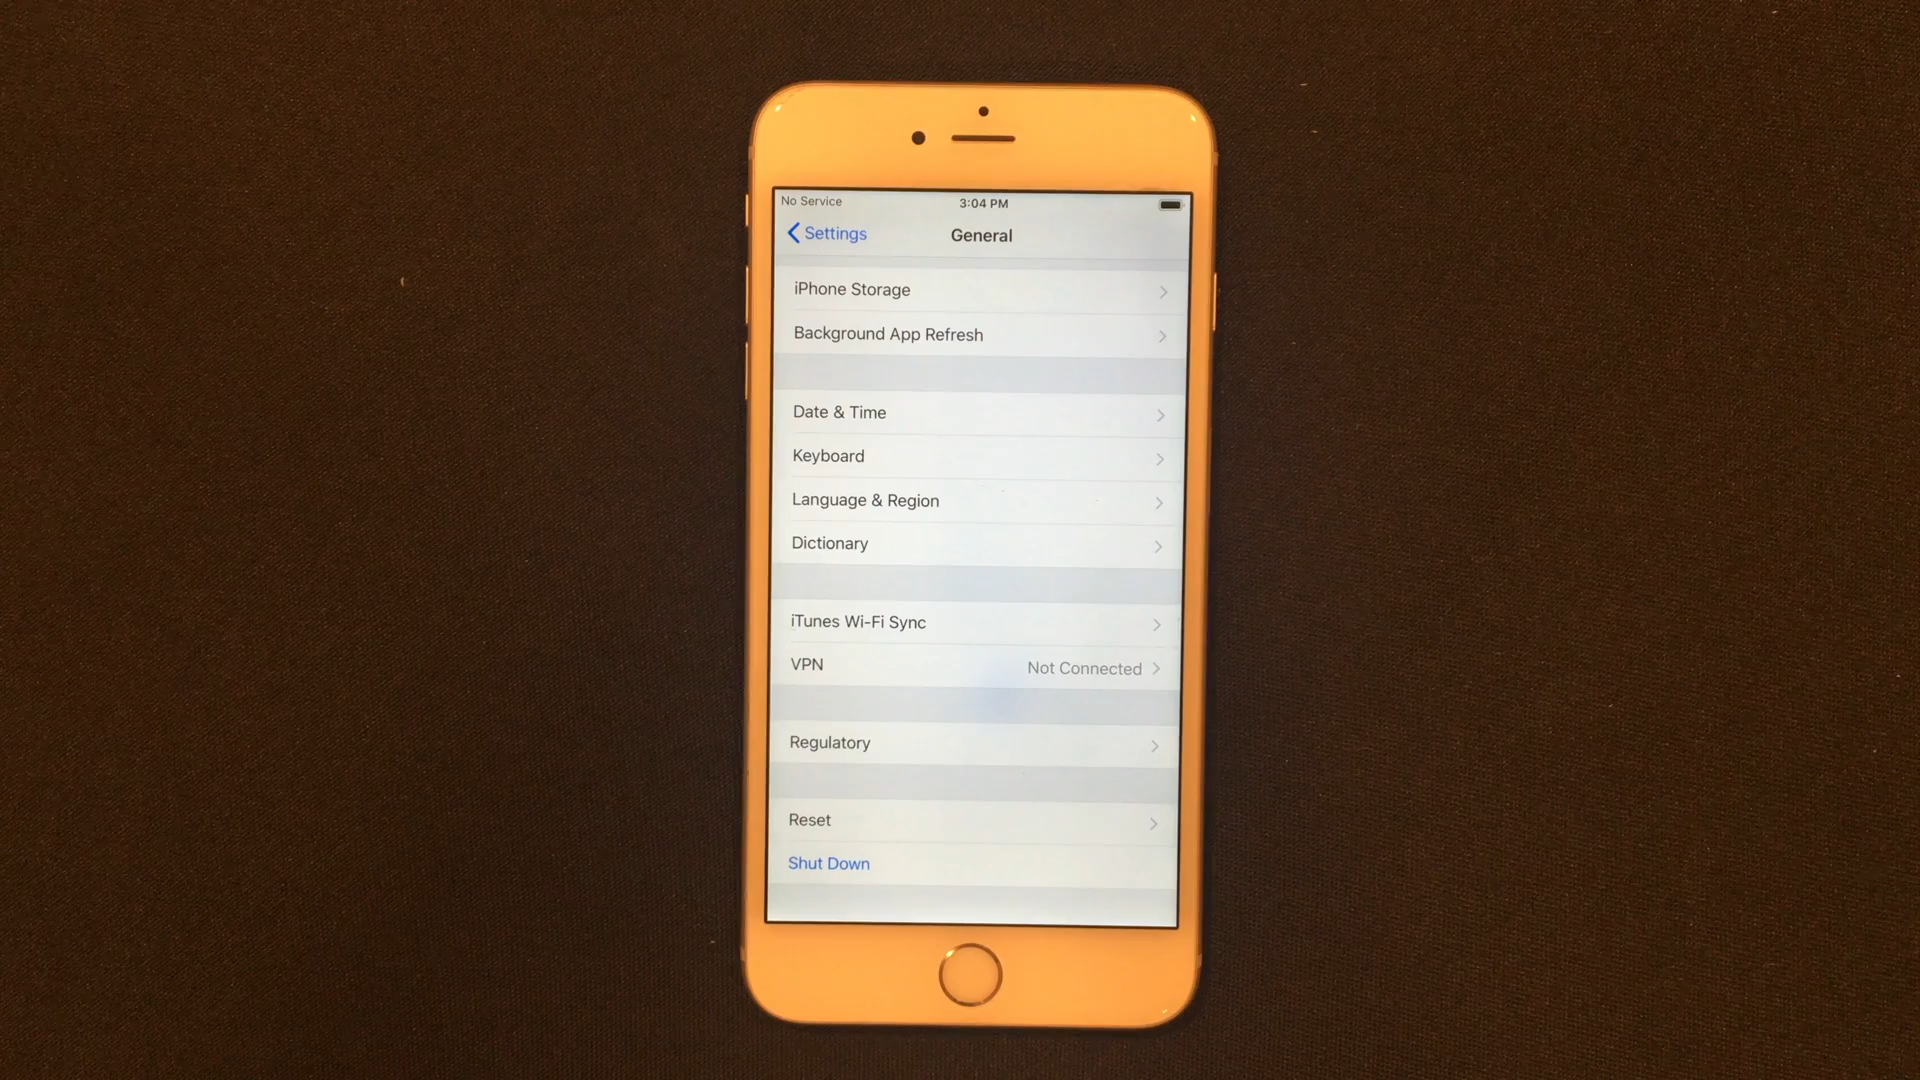 No Service 3:04 PM
Settings General
iPhone Storage
Background App Refresh
Date & Time
Keyboard
Language & Region
Dictionary
iTunes Wi-Fi Sync
VPN Not Connected
Regulatory
Reset
Shut Down